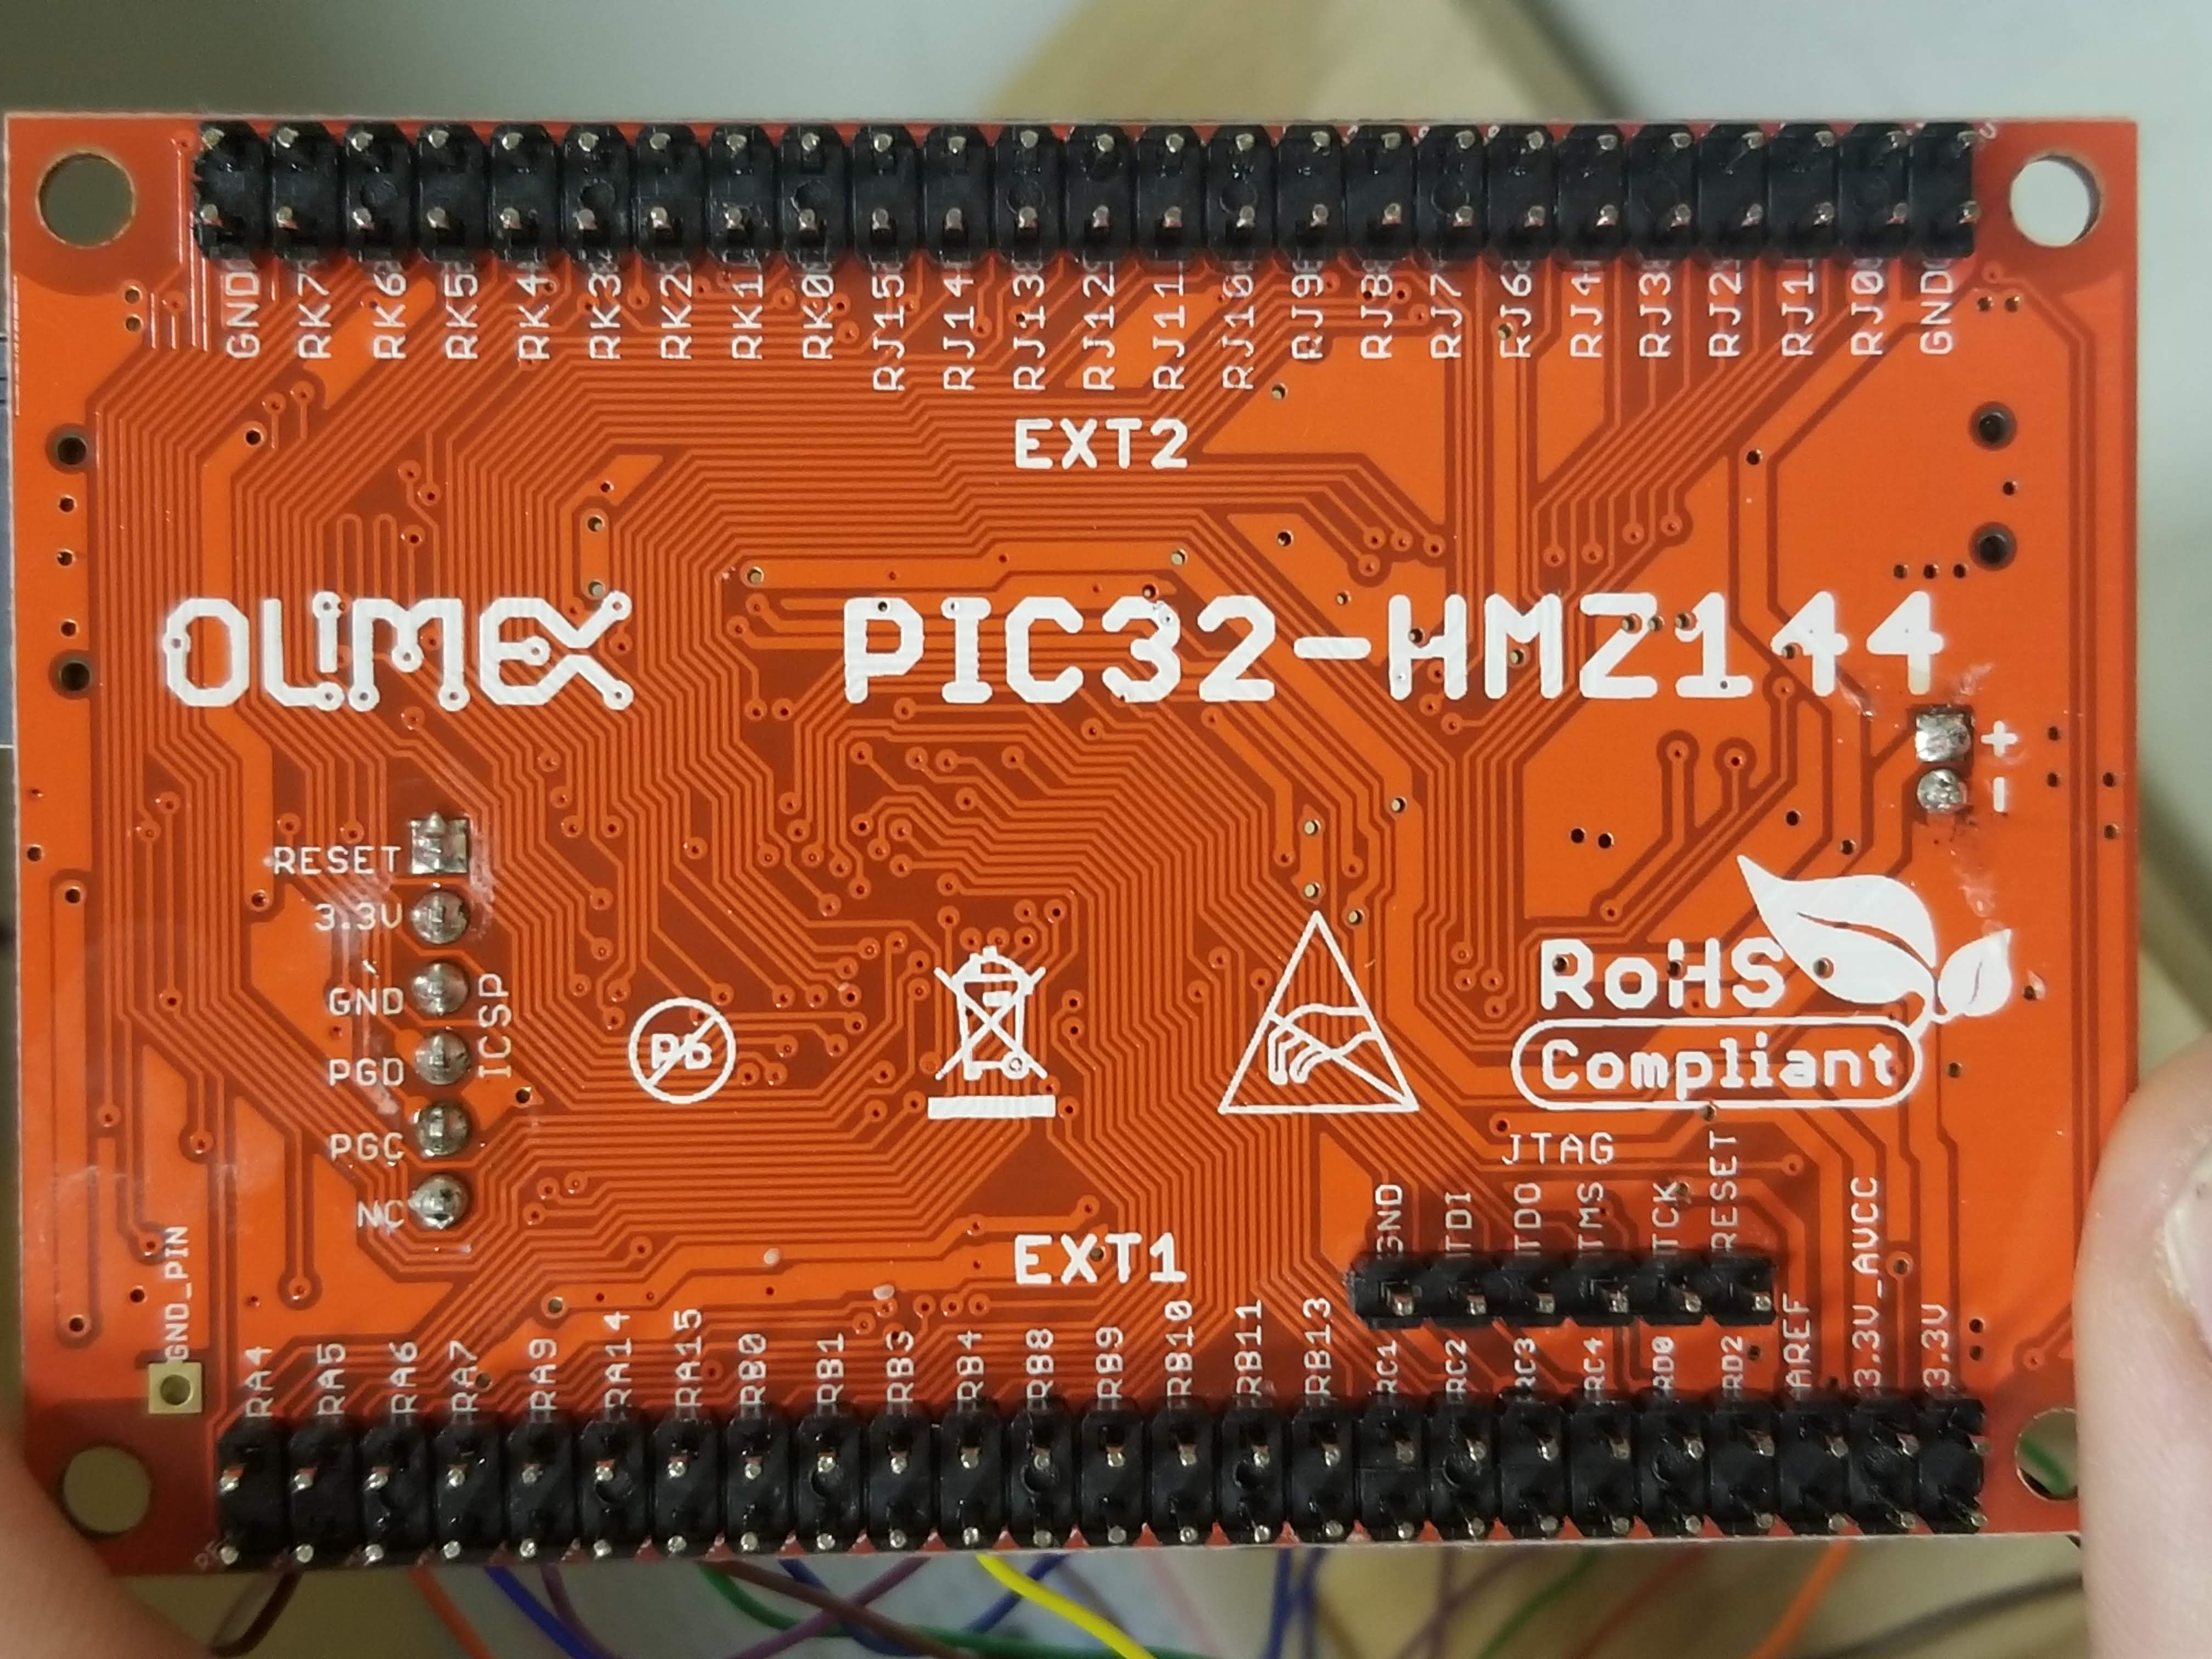 GND_PIN
RA4
RA5
RA6
RA7
RA9
RA14
RA15
RB0
RB1
RB3
RB4
RB8
RB9
RB10
RB11
RB13
RC1
RC2
RC3
RC4
RD0
RD2
AREF
3.3V_AVCC
3.3V
EXT1
NC
PGC
PGD
GND
3.3V
RESET
ICSP
Pb
GND
TDI
TDO
TMS
TCK
RESET
JTAG
RoHS
Compliant
OLIMEX
PIC32-HMZ144
- +
EXT2
GND
RK7
RK6
RK5
RK4
RK3
RK2
RK1
RK0
RJ15
RJ14
RJ13
RJ12
RJ11
RJ10
RJ9
RJ8
RJ7
RJ6
RJ4
RJ3
RJ2
RJ1
RJ0
GND